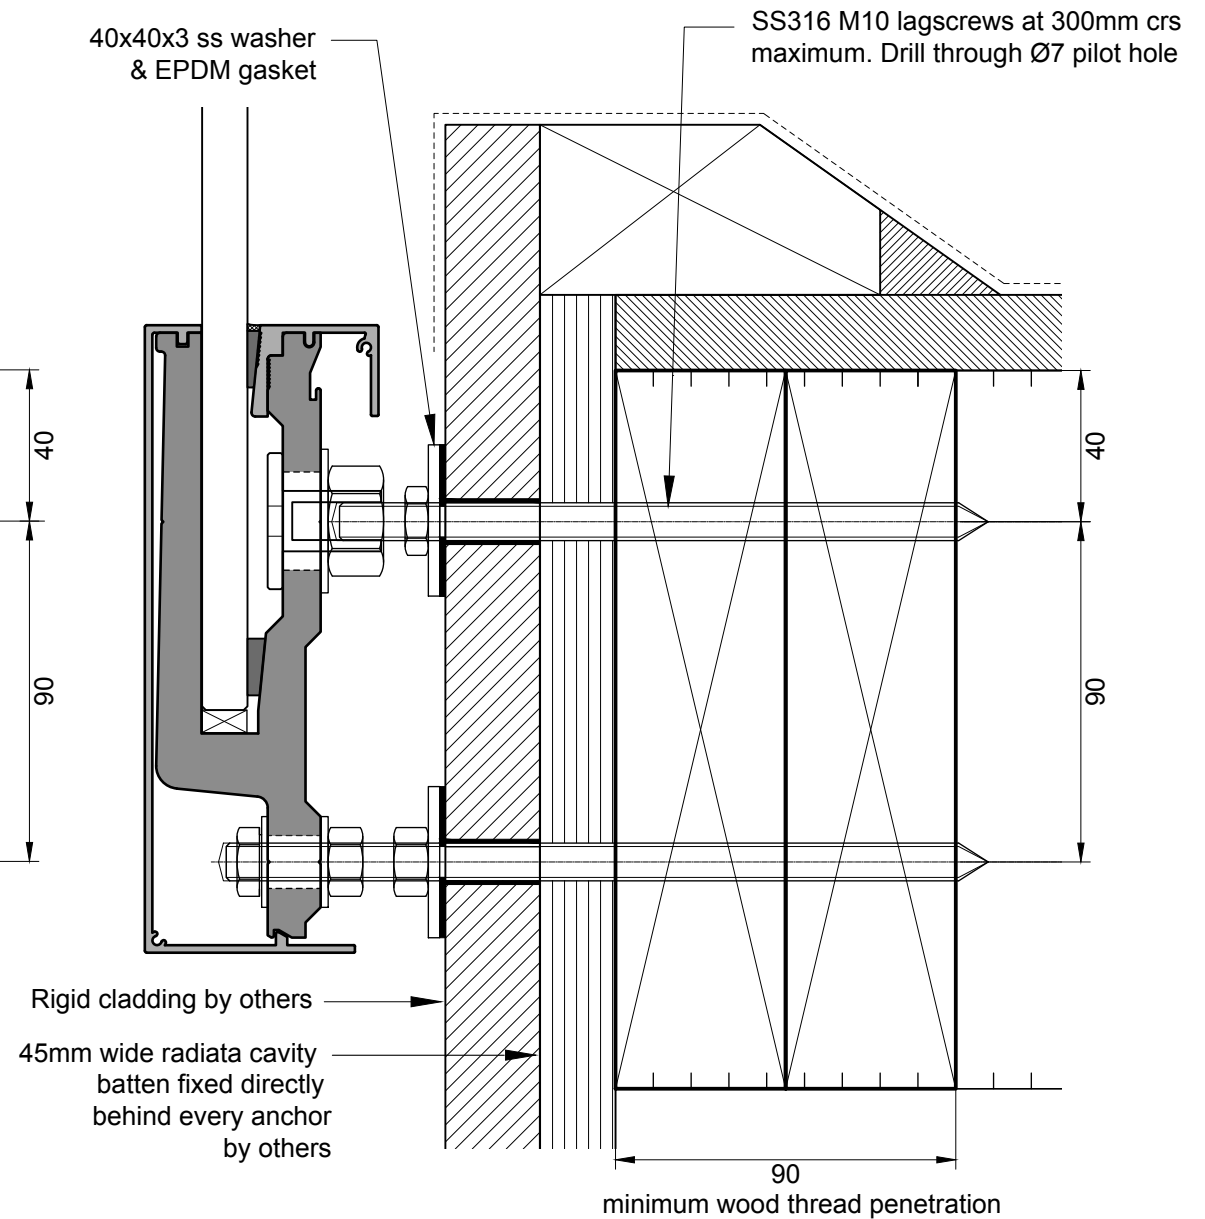 40x40x3 ss washer
& EPDM gasket
SS316 M10 lagscrews at 300mm crs
maximum. Drill through Ø7 pilot hole
40
90
40
90
Rigid cladding by others
45mm wide radiata cavity
batten fixed directly
behind every anchor
by others
90
minimum wood thread penetration